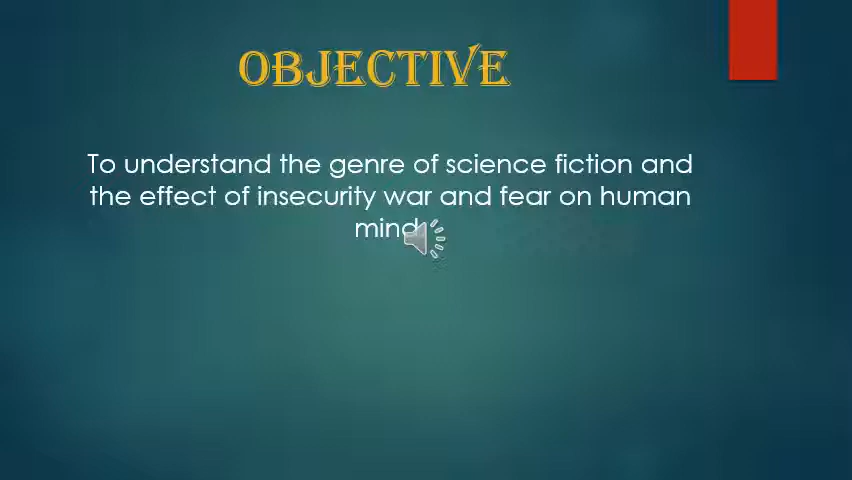 OBJECTIVE
To understand the genre of science fiction and
the effect of insecurity war and fear on human
mind